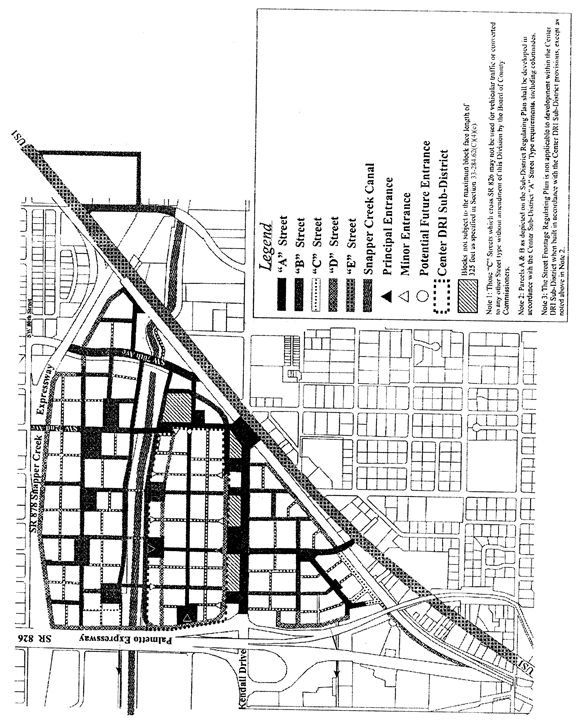 US1
SW 80th Street
SR 878 Snapper Creek Expressway
SR 826
Palmetto Expressway
Kendall Drive
US1
Legend
"A" Street
"B" Street
"C" Street
"D" Street
"E" Street
Snapper Creek Canal
Principal Entrance
Minor Entrance
Potential Future Entrance
Center DRI Sub-District
Blocks not subject to the maximum block face length of
325 feet as specified in Section 33-284.62(C)(4)(c)
Note 1: Those "C" Streets which cross SR 826 may not be used for vehicular traffic or converted
to any other Street type without amendment of this Division by the Board of County
Commissioners.
Note 2: Parcels A & B as depicted on the Sub-District Regulating Plan shall be developed in
accordance with the Center Sub-District "A" Street Type requirements, including colonnades.
Note 3: The Street Frontage Regulating Plan is not applicable to development within the Center
DRI Sub-District when built in accordance with the Center DRI Sub-District provisions, except as
noted above in Note 2.